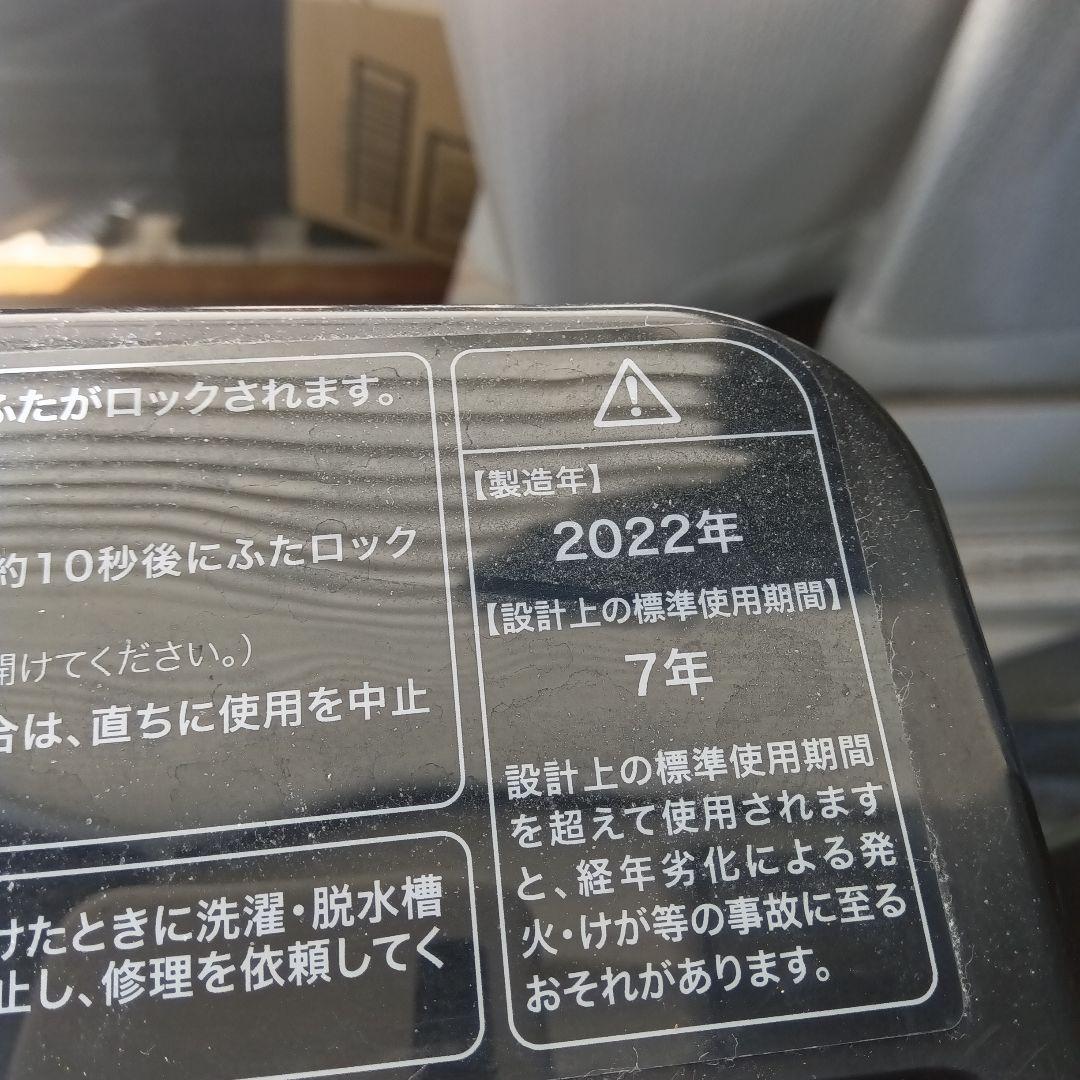 ふたがロックされます。
約10秒後にふたロック
開けてください。)
合は、直ちに使用を中止
けたときに洗濯・脱水槽
止し、修理を依頼してく
【製造年】
2022年
【設計上の標準使用期間】
7年
設計上の標準使用期間
を超えて使用されます
と、経年劣化による発
火・けが等の事故に至る
おそれがあります。